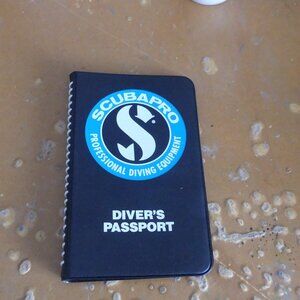 SCUBAPRO
S
PROFESSIONAL DIVING EQUIPMENT
DIVER'S
PASSPORT